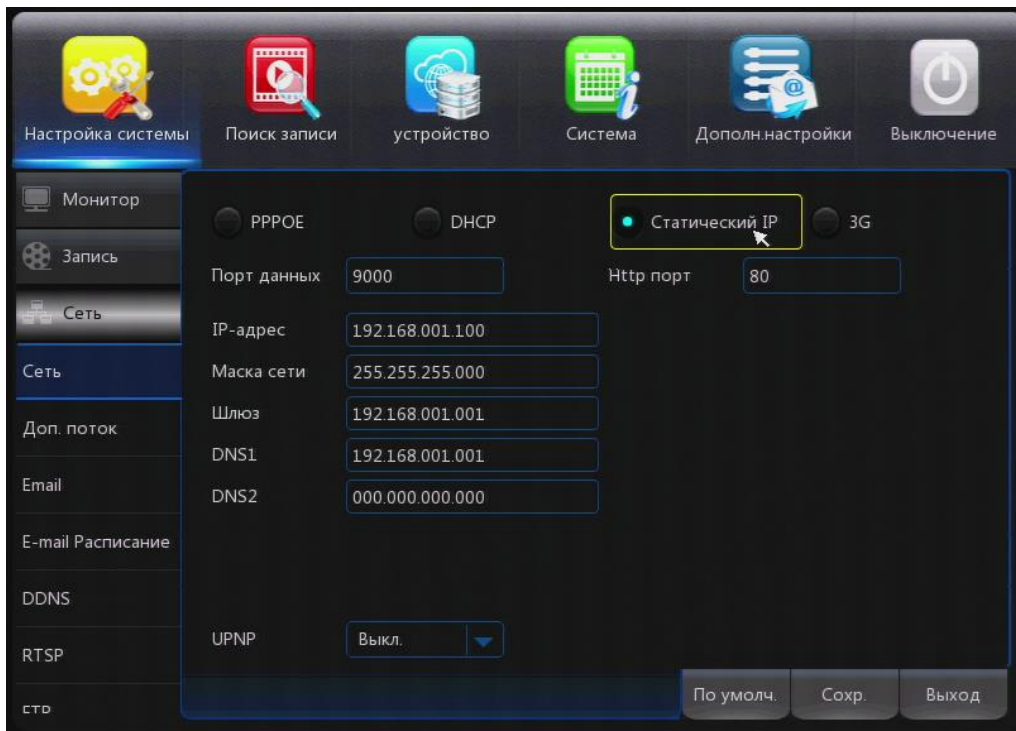 Настройка системы
Поиск записи
устройство
Система
Дополн.настройки
Выключение
Монитор
Запись
Сеть
Сеть
Доп. поток
Email
E-mail Расписание
DDNS
RTSP
FTP
PPPOE
DHCP
Статический IP
3G
Порт данных 9000
Http порт 80
IP-адрес 192.168.001.100
Маска сети 255.255.255.000
Шлюз 192.168.001.001
DNS1 192.168.001.001
DNS2 000.000.000.000
UPNP Выкл.
По умолч.
Сохр.
Выход